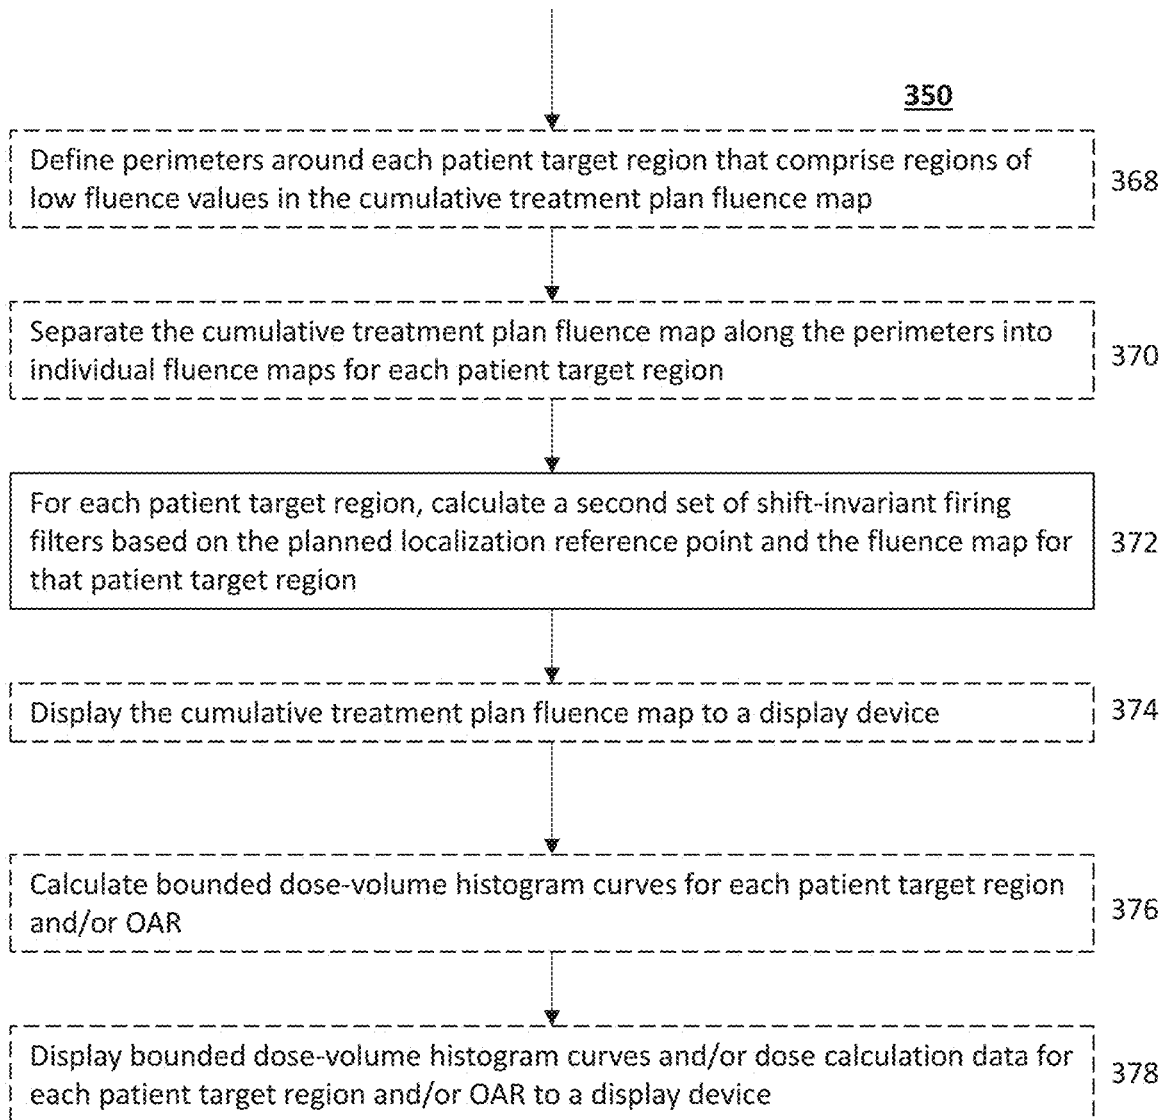 350
Define perimeters around each patient target region that comprise regions of
low fluence values in the cumulative treatment plan fluence map
368
Separate the cumulative treatment plan fluence map along the perimeters into
individual fluence maps for each patient target region
370
For each patient target region, calculate a second set of shift-invariant firing
filters based on the planned localization reference point and the fluence map for
that patient target region
372
Display the cumulative treatment plan fluence map to a display device
374
Calculate bounded dose-volume histogram curves for each patient target region
and/or OAR
376
Display bounded dose-volume histogram curves and/or dose calculation data for
each patient target region and/or OAR to a display device
378